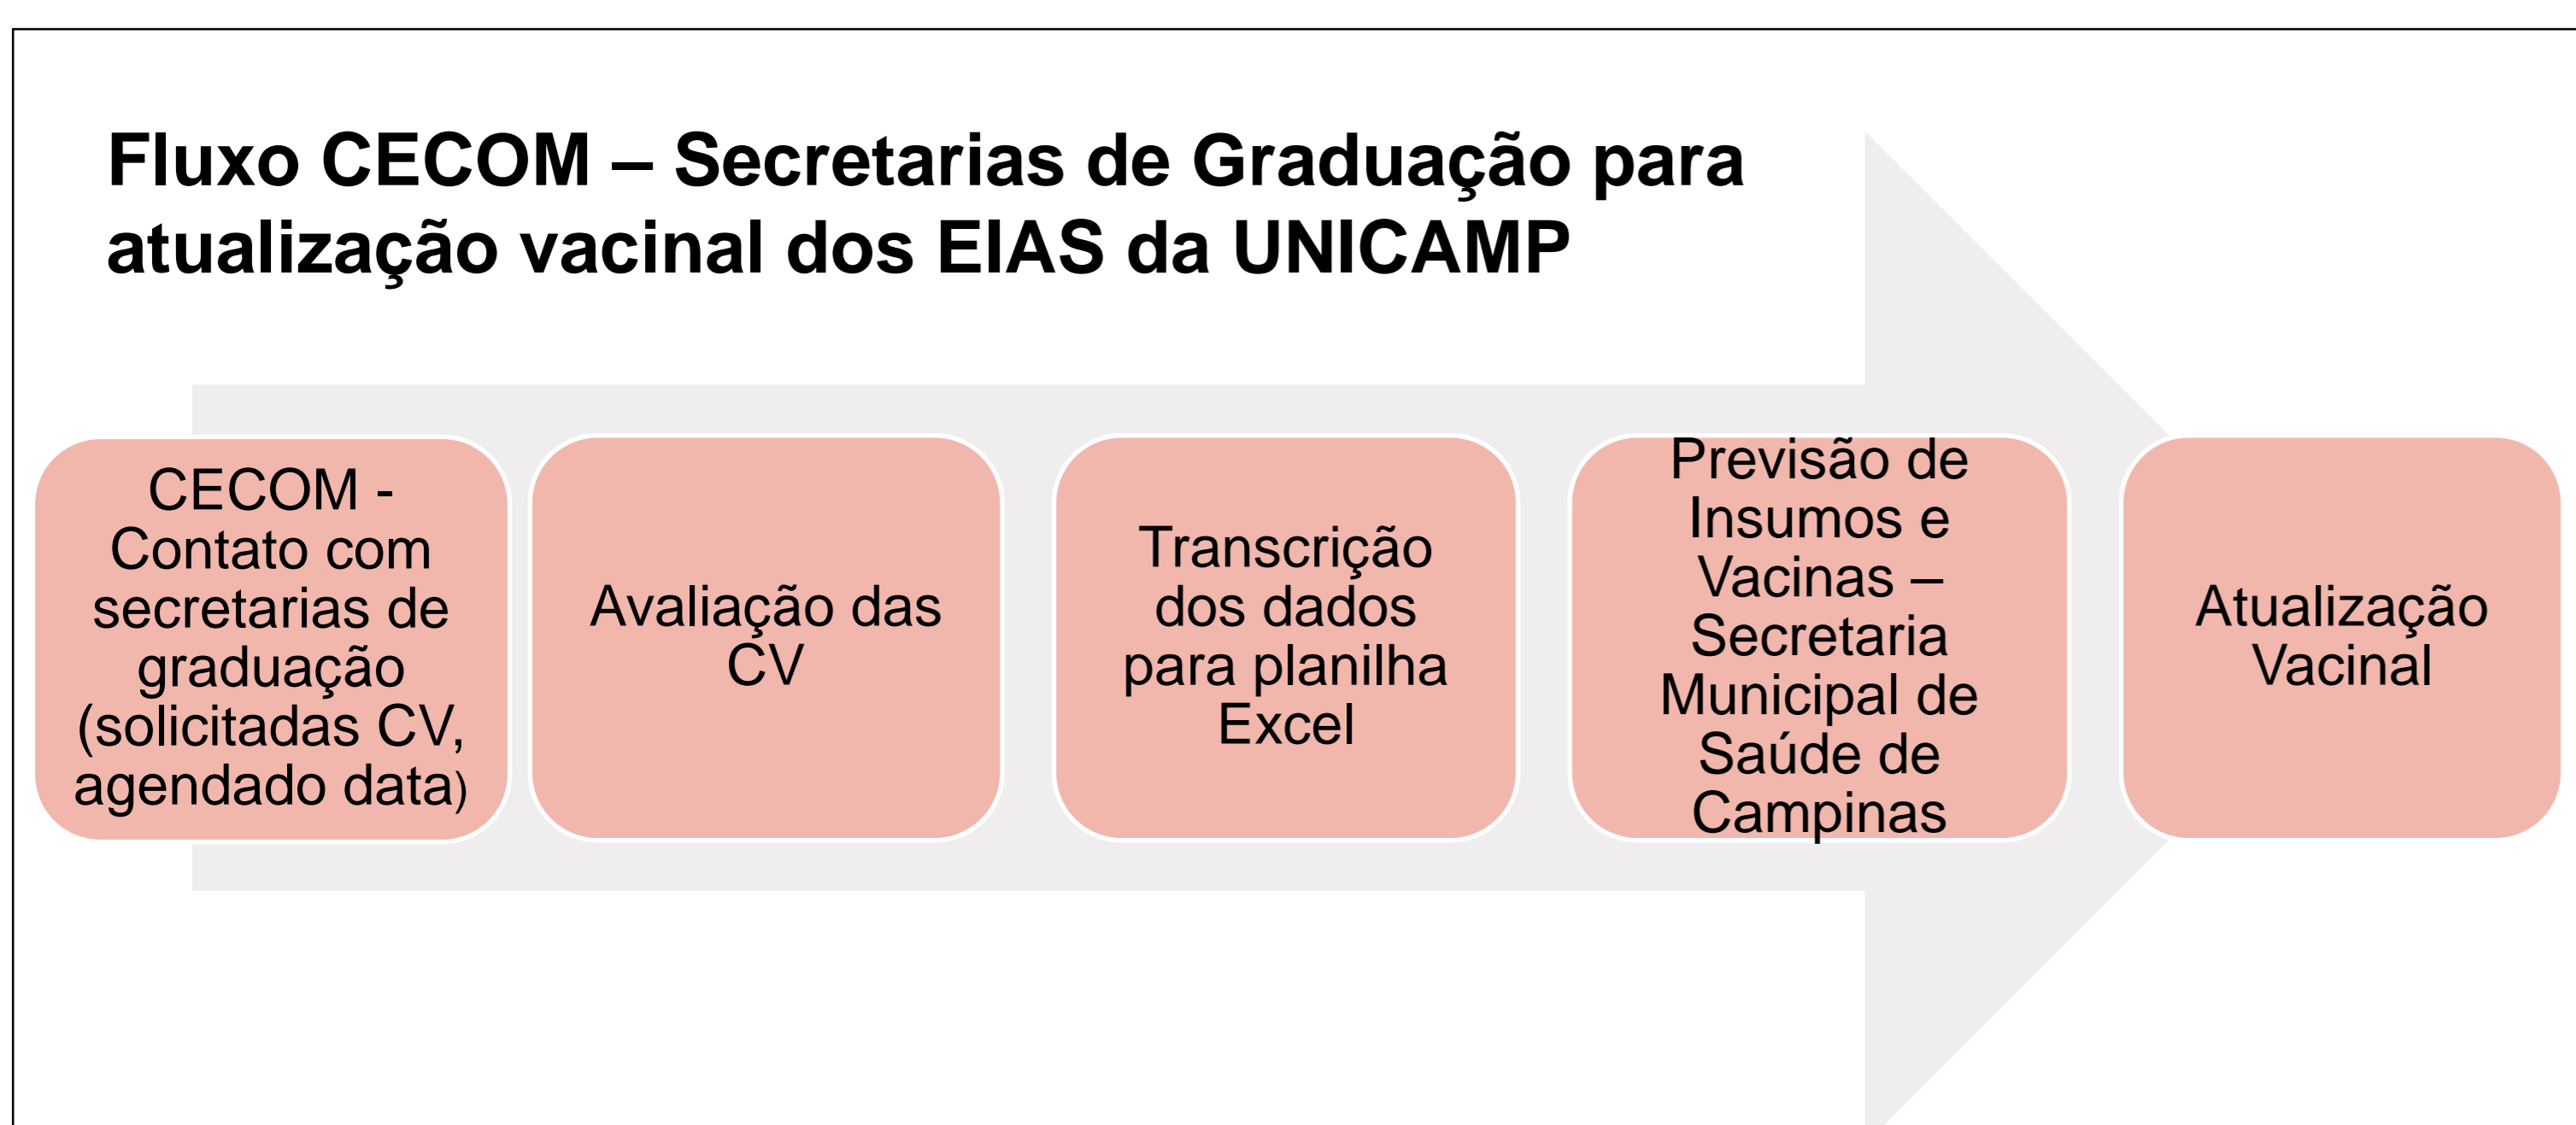 Fluxo CECOM – Secretarias de Graduação para
atualização vacinal dos EIAS da UNICAMP
CECOM -
Contato com
secretarias de
graduação
(solicitadas CV,
agendado data)
Avaliação das
CV
Transcrição
dos dados
para planilha
Excel
Previsão de
Insumos e
Vacinas –
Secretaria
Municipal de
Saúde de
Campinas
Atualização
Vacinal